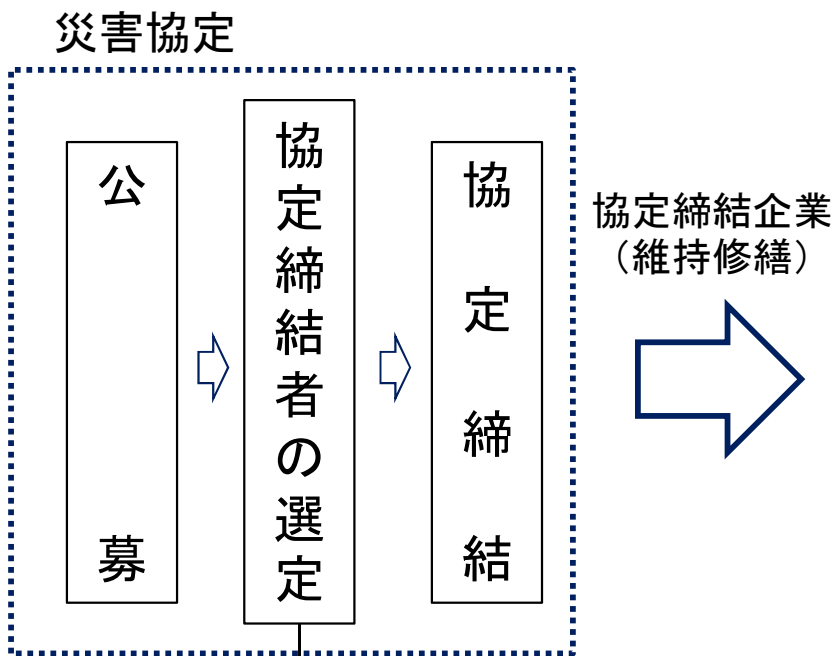 災害協定
公募
協定締結者の選定
協定締結
協定締結企業
（維持修繕）